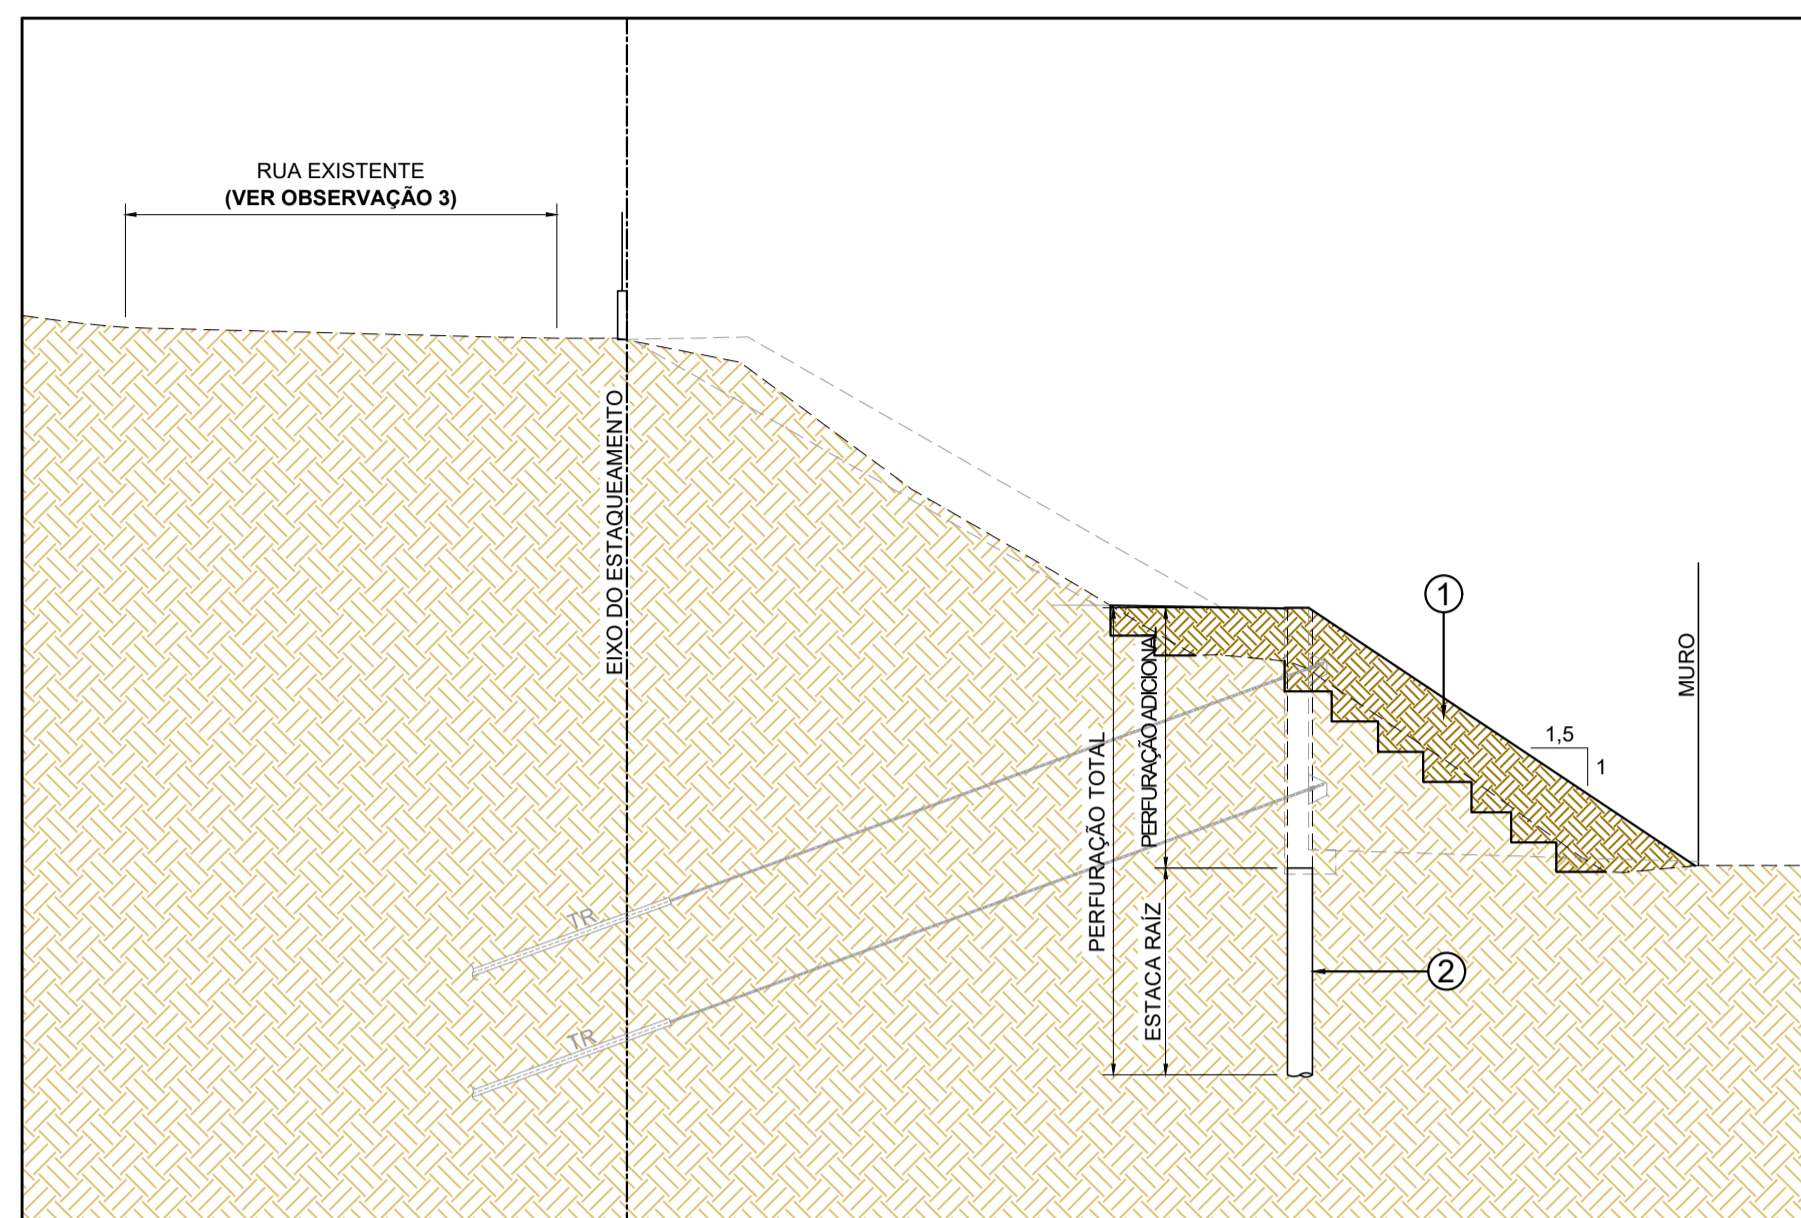 RUA EXISTENTE
(VER OBSERVAÇÃO 3)
EIXO DO ESTAQUEAMENTO
1
MURO
PERFURAÇÃO ADICIONAL
PERFURAÇÃO TOTAL
1,5
1
TR
ESTACA RAÍZ
2
TR